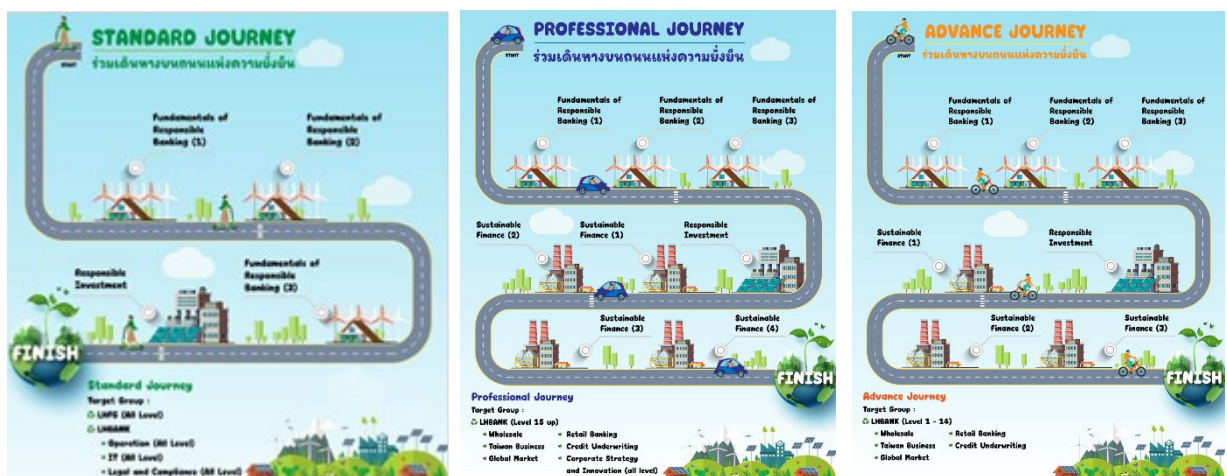 STANDARD JOURNEY
ร่วมเดินทางบนถนนแห่งความยั่งยืน
START
Fundamentals of
Responsible
Banking (1)
Fundamentals of
Responsible
Banking (2)
Responsible
Investment
Fundamentals of
Responsible
Banking (3)
FINISH
Standard Journey
Target Group :
LHFG (All Level)
LHBANK
Operation (All Level)
IT (All Level)
Legal and Compliance (All Level)
PROFESSIONAL JOURNEY
ร่วมเดินทางบนถนนแห่งความยั่งยืน
START
Fundamentals of
Responsible
Banking (1)
Fundamentals of
Responsible
Banking (2)
Fundamentals of
Responsible
Banking (3)
Sustainable
Finance (2)
Sustainable
Finance (1)
Responsible
Investment
Sustainable
Finance (3)
Sustainable
Finance (4)
FINISH
Professional Journey
Target Group :
LHBANK (Level 15 up)
Wholesale
Taiwan Business
Global Market
Retail Banking
Credit Underwriting
Corporate Strategy
and Innovation (all level)
ADVANCE JOURNEY
ร่วมเดินทางบนถนนแห่งความยั่งยืน
START
Fundamentals of
Responsible
Banking (1)
Fundamentals of
Responsible
Banking (2)
Fundamentals of
Responsible
Banking (3)
Sustainable
Finance (1)
Responsible
Investment
Sustainable
Finance (2)
Sustainable
Finance (3)
FINISH
Advance Journey
Target Group :
LHBANK (Level 1 - 14)
Wholesale
Taiwan Business
Global Market
Retail Banking
Credit Underwriting